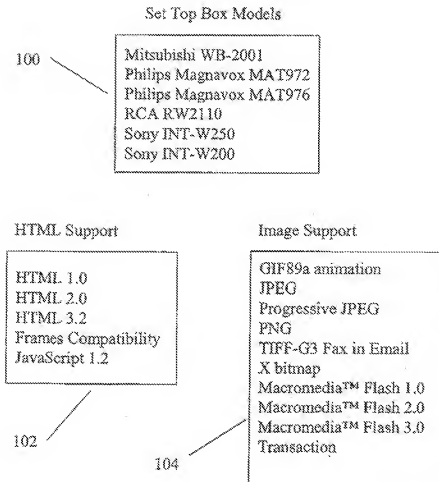 Set Top Box Models
100
Mitsubishi WB-2001
Philips Magnavox MAT972
Philips Magnavox MAT976
RCA RW2110
Sony INT-W250
Sony INT-W200
HTML Support
HTML 1.0
HTML 2.0
HTML 3.2
Frames Compatibility
JavaScript 1.2
102
Image Support
GIF89a animation
JPEG
Progressive JPEG
PNG
TIFF-G3 Fax in Email
X bitmap
Macromedia™ Flash 1.0
Macromedia™ Flash 2.0
Macromedia™ Flash 3.0
Transaction
104